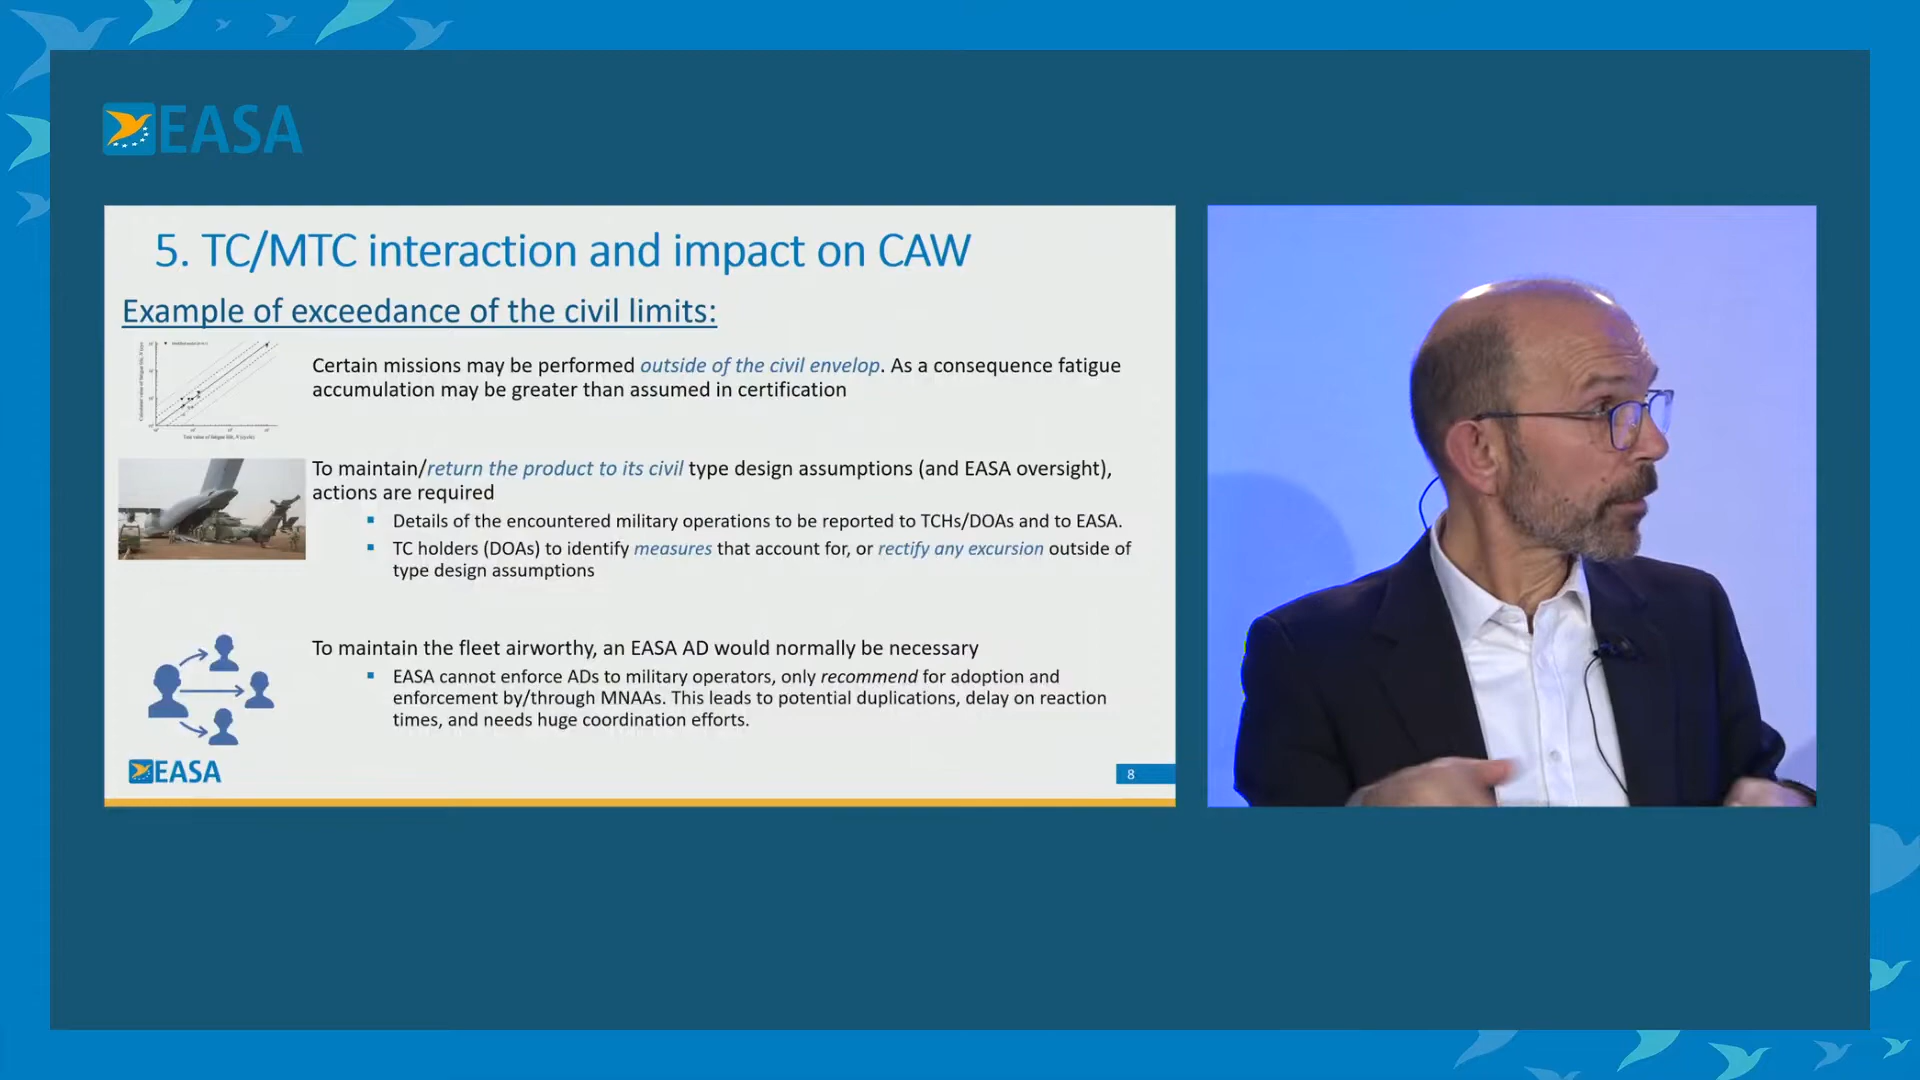 EASA
5. TC/MTC interaction and impact on CAW
Example of exceedance of the civil limits:
Certain missions may be performed outside of the civil envelop. As a consequence fatigue
accumulation may be greater than assumed in certification
To maintain/return the product to its civil type design assumptions (and EASA oversight),
actions are required
▪ Details of the encountered military operations to be reported to TCHs/DOAs and to EASA.
▪ TC holders (DOAs) to identify measures that account for, or rectify any excursion outside of
type design assumptions
To maintain the fleet airworthy, an EASA AD would normally be necessary
▪ EASA cannot enforce ADs to military operators, only recommend for adoption and
enforcement by/through MNAAs. This leads to potential duplications, delay on reaction
times, and needs huge coordination efforts.
EASA
8